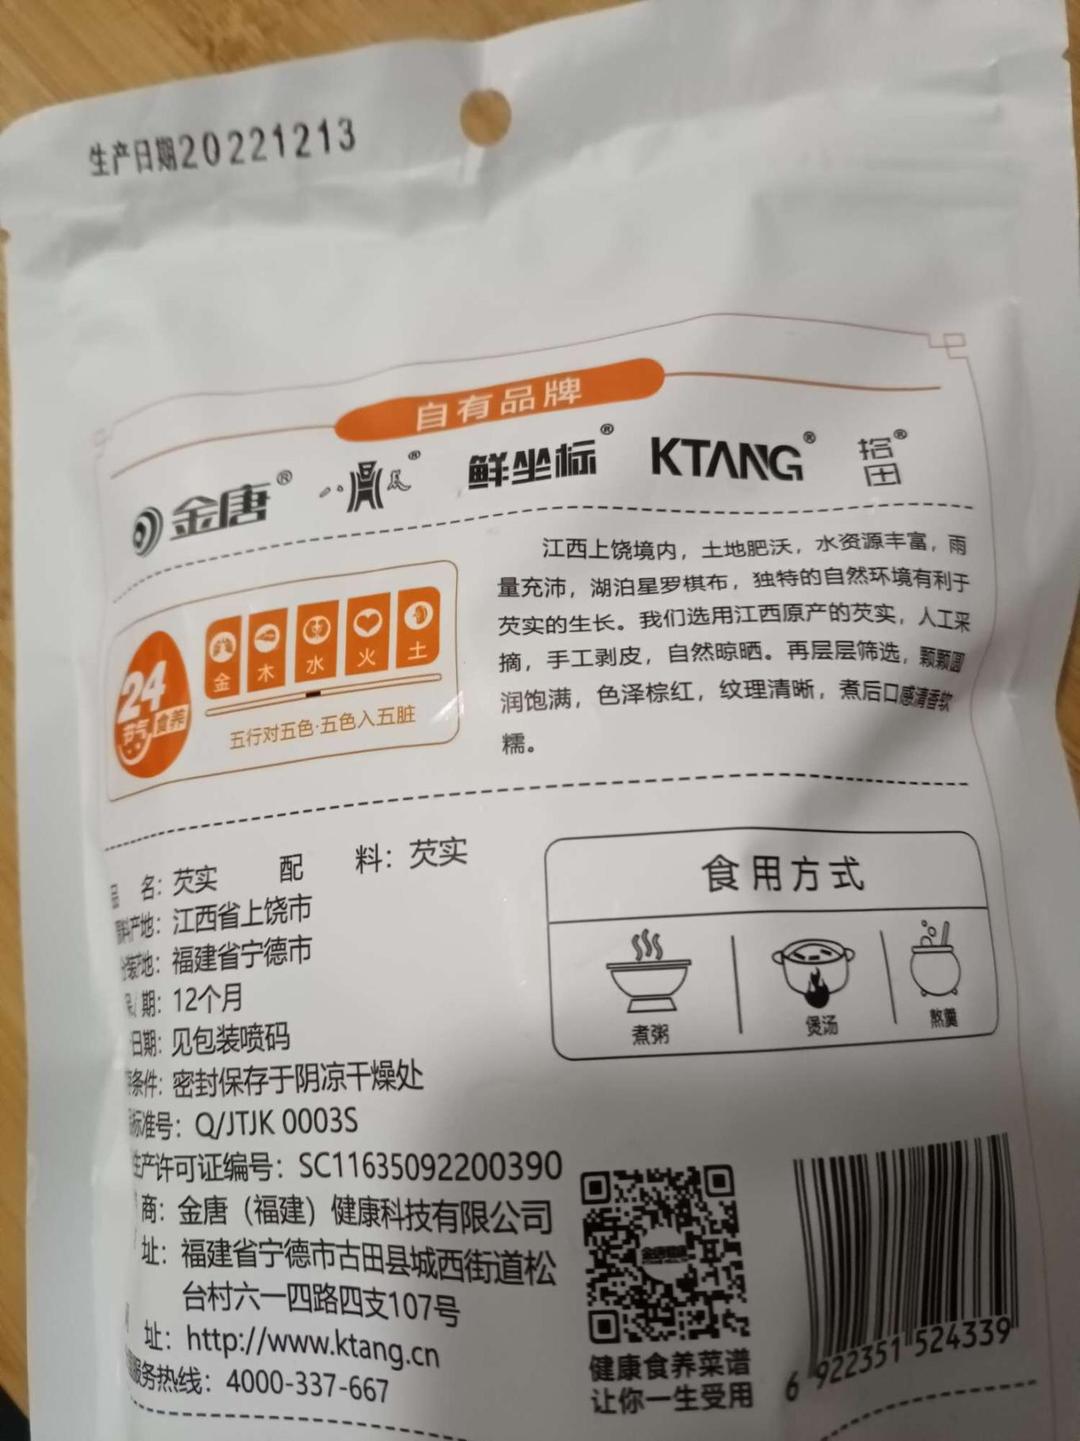 生产日期20221213
自有品牌
金唐® 八 ® 鲜坐标® KTANG® 拾田®
江西上饶境内，土地肥沃，水资源丰富，雨
量充沛，湖泊星罗棋布，独特的自然环境有利于
芡实的生长。我们选用江西原产的芡实，人工采
摘，手工剥皮，自然晾晒。再层层筛选，颗颗圆
润饱满，色泽棕红，纹理清晰，煮后口感清香软
糯。
24
节气食养
金 木 水 火 土
五行对五色·五色入五脏
品 名：芡实 配 料：芡实
原料产地：江西省上饶市
分装产地：福建省宁德市
期：12个月
日期：见包装喷码
条件：密封保存于阴凉干燥处
标准号：Q/JTJK 0003S
生产许可证编号：SC11635092200390
商：金唐（福建）健康科技有限公司
址：福建省宁德市古田县城西街道松
台村六一四路四支107号
址：http://www.ktang.cn
服务热线：4000-337-667
食用方式
煮粥 煲汤 熬羹
健康食养菜谱
让你一生受用
6 922351 524339